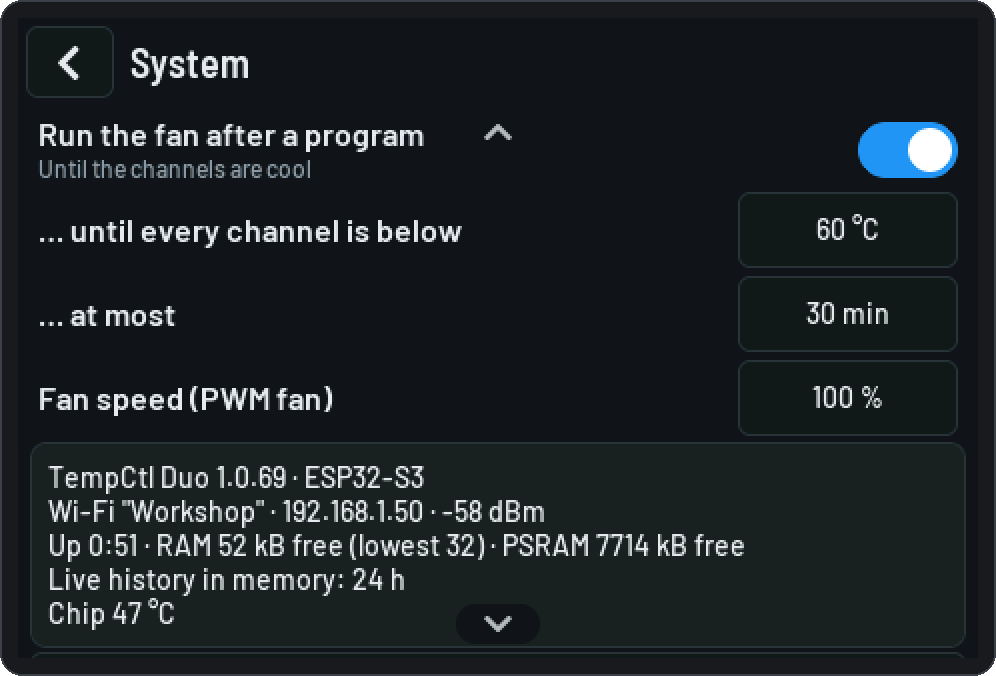 System
Run the fan after a program
Until the channels are cool
... until every channel is below
60 °C
... at most
30 min
Fan speed (PWM fan)
100 %
TempCtl Duo 1.0.69 · ESP32-S3
Wi-Fi "Workshop" · 192.168.1.50 · -58 dBm
Up 0:51 · RAM 52 kB free (lowest 32) · PSRAM 7714 kB free
Live history in memory: 24 h
Chip 47 °C